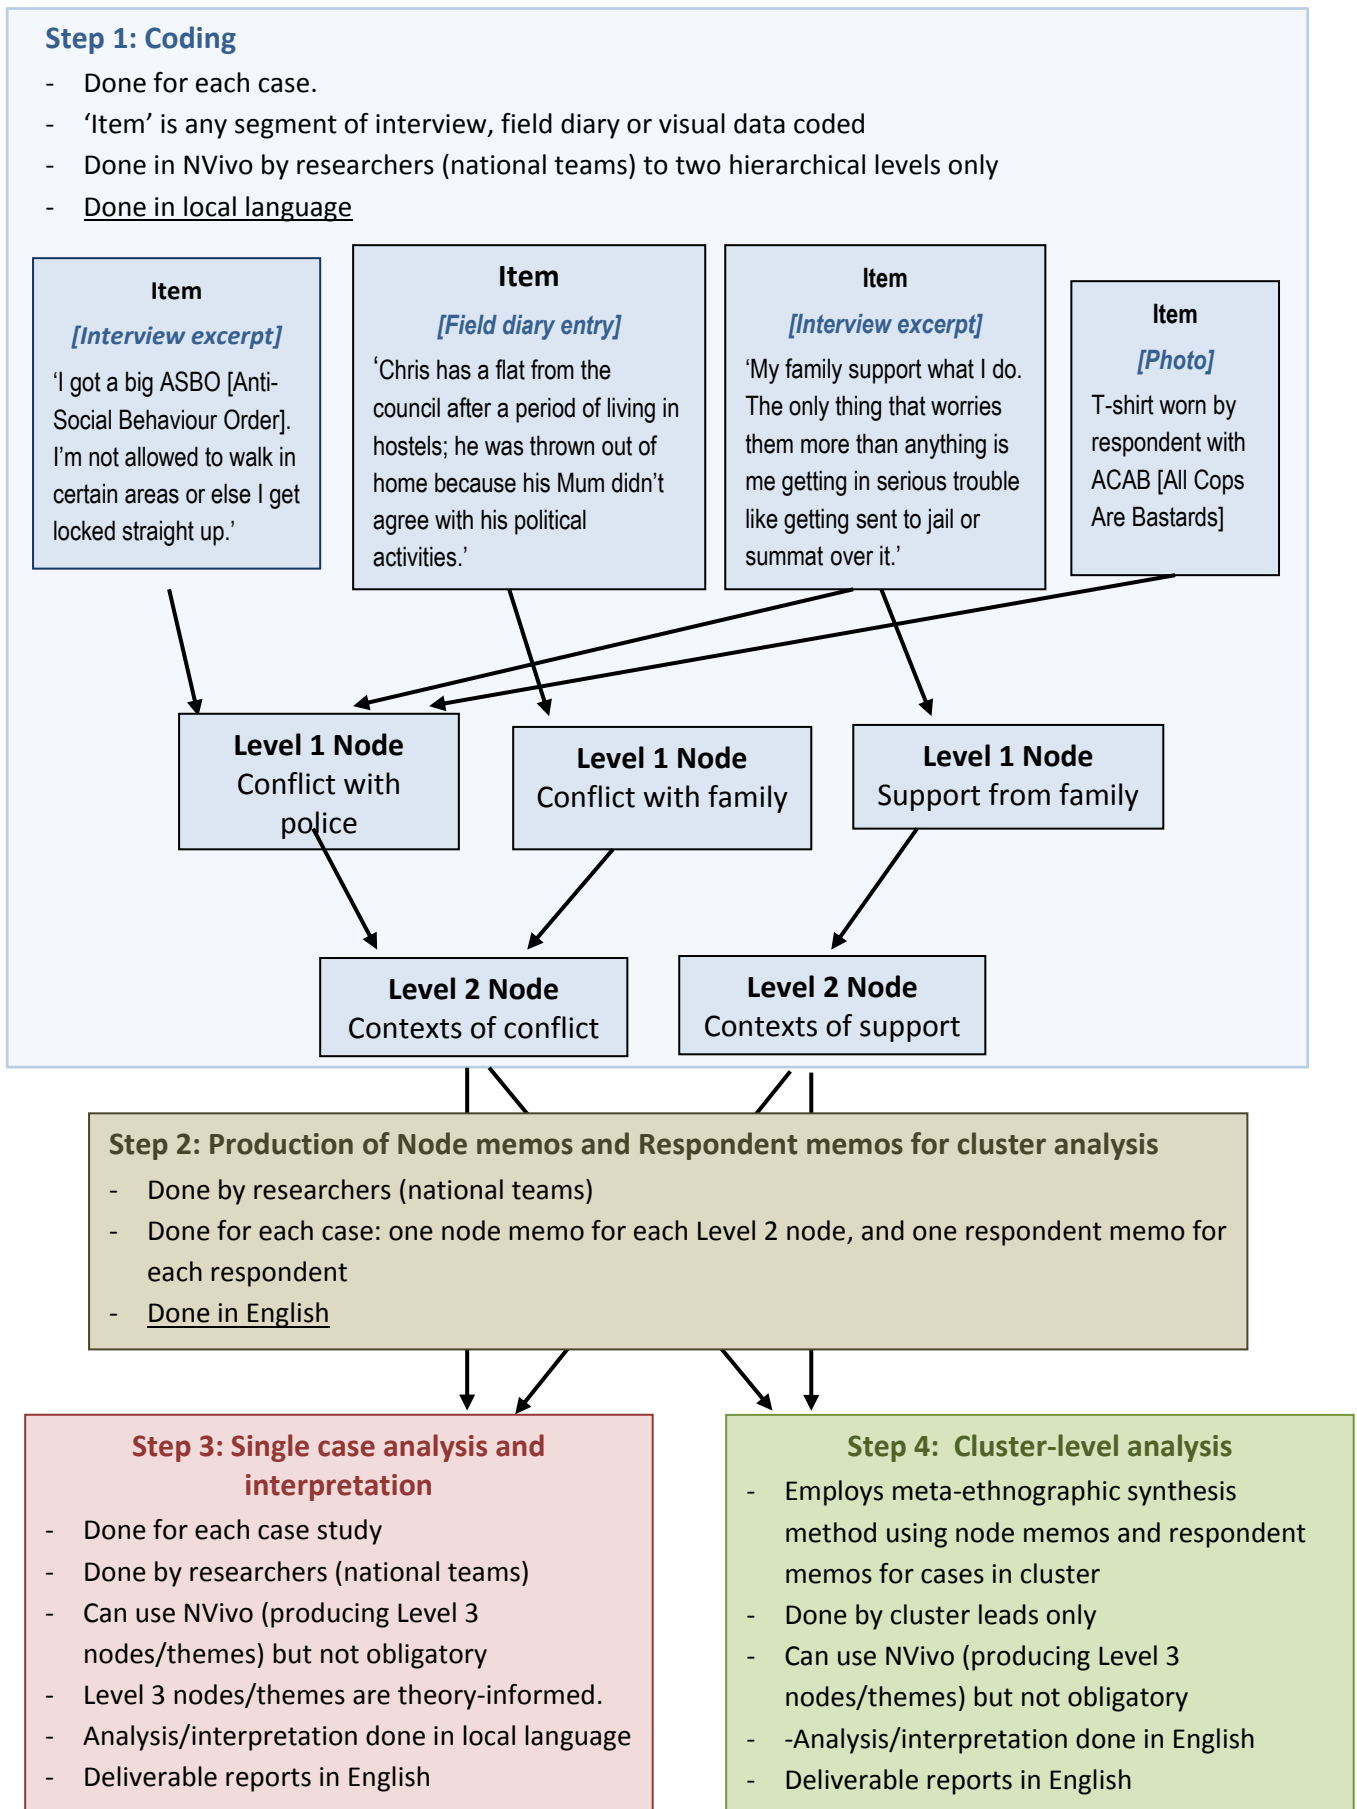 Step 1: Coding
- Done for each case.
- ‘Item’ is any segment of interview, field diary or visual data coded
- Done in NVivo by researchers (national teams) to two hierarchical levels only
- Done in local language
Item
[Interview excerpt]
‘I got a big ASBO [Anti-
Social Behaviour Order].
I’m not allowed to walk in
certain areas or else I get
locked straight up.’
Item
[Field diary entry]
‘Chris has a flat from the
council after a period of living in
hostels; he was thrown out of
home because his Mum didn’t
agree with his political
activities.’
Item
[Interview excerpt]
‘My family support what I do.
The only thing that worries
them more than anything is
me getting in serious trouble
like getting sent to jail or
summat over it.’
Item
[Photo]
T-shirt worn by
respondent with
ACAB [All Cops
Are Bastards]
Level 1 Node
Conflict with
police
Level 1 Node
Conflict with family
Level 1 Node
Support from family
Level 2 Node
Contexts of conflict
Level 2 Node
Contexts of support
Step 2: Production of Node memos and Respondent memos for cluster analysis
- Done by researchers (national teams)
- Done for each case: one node memo for each Level 2 node, and one respondent memo for
each respondent
- Done in English
Step 3: Single case analysis and
interpretation
- Done for each case study
- Done by researchers (national teams)
- Can use NVivo (producing Level 3
nodes/themes) but not obligatory
- Level 3 nodes/themes are theory-informed.
- Analysis/interpretation done in local language
- Deliverable reports in English
Step 4: Cluster-level analysis
- Employs meta-ethnographic synthesis
method using node memos and respondent
memos for cases in cluster
- Done by cluster leads only
- Can use NVivo (producing Level 3
nodes/themes) but not obligatory
- -Analysis/interpretation done in English
- Deliverable reports in English